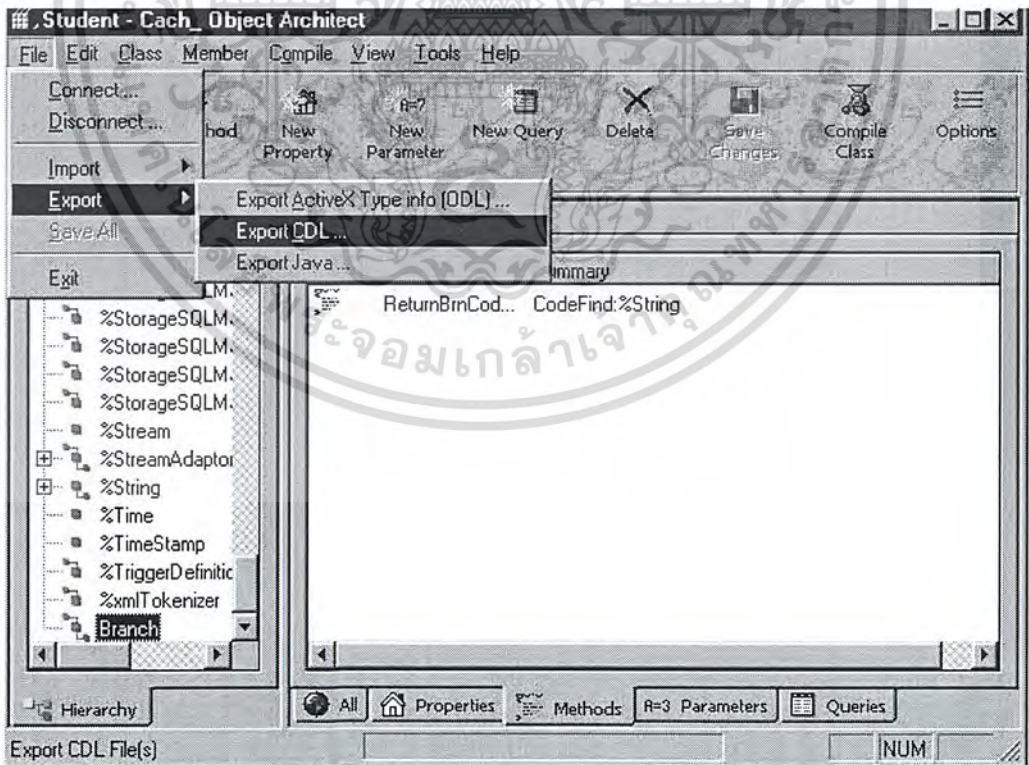 ,Student - Cach_ Object Architect
File Edit Class Member Compile View Tools Help
Connect....
Disconnect ...
Import
Export
Save All
Exit
hod
New Property
New Parameter
New Query
Delete
Save Changes
Compile Class
Options
Export ActiveX Type info (ODL) ...
Export CDL ...
Export Java ...
ummary
ReturnBrnCod... CodeFind:%String
%StorageSQLM
%StorageSQLM
%StorageSQLM
%StorageSQLM
%Stream
%StreamAdaptor
%String
%Time
%TimeStamp
%TriggerDefinitic
%xmlTokenizer
Branch
Hierarchy
All Properties Methods A=3 Parameters Queries
Export CDL File(s)
NUM